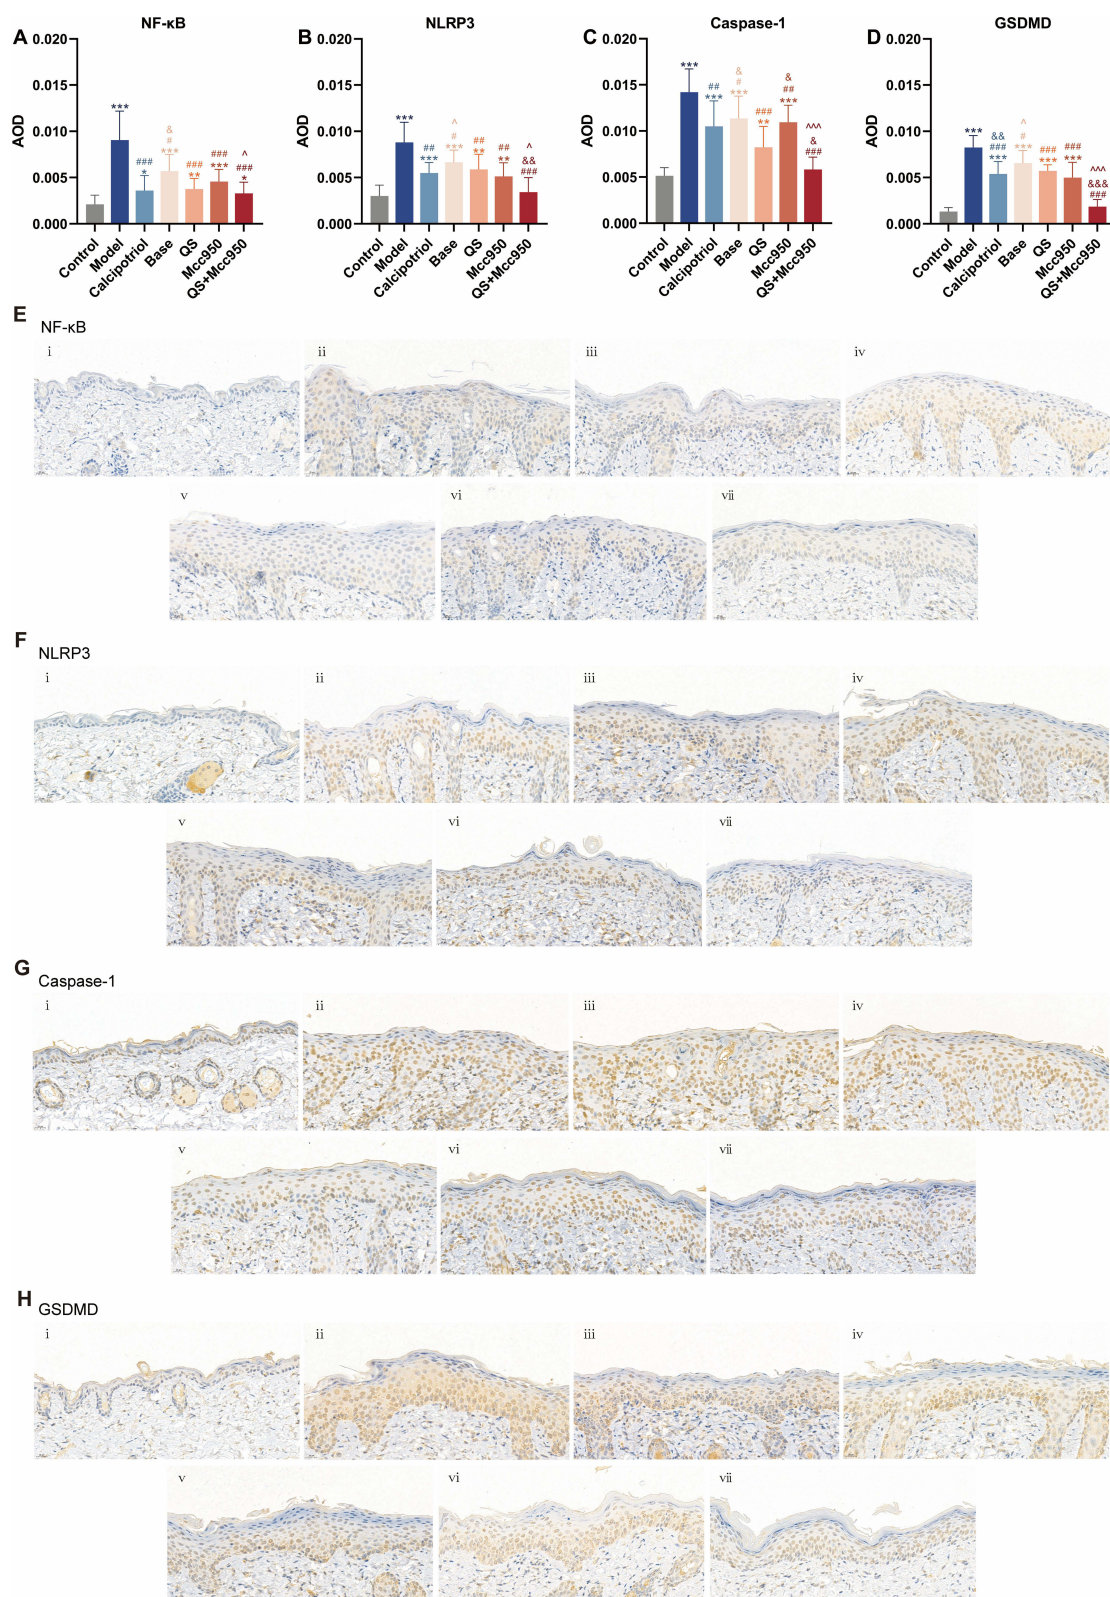 A
NF-κB
AOD
0.020
0.015
0.010
0.005
0.000
***
###
*
&
#
***
###
**
###
***
^
###
*
Control
Model
Calcipotriol
Base
QS
Mcc950
QS+Mcc950
B
NLRP3
AOD
0.020
0.015
0.010
0.005
0.000
***
##
***
^
#
***
##
**
##
**
^
&&
###
Control
Model
Calcipotriol
Base
QS
Mcc950
QS+Mcc950
C
Caspase-1
AOD
0.020
0.015
0.010
0.005
0.000
***
##
***
&
#
***
###
**
&
##
***
^^^
&
###
Control
Model
Calcipotriol
Base
QS
Mcc950
QS+Mcc950
D
GSDMD
AOD
0.020
0.015
0.010
0.005
0.000
***
&&
###
***
^
#
***
###
***
###
***
^^^
&&&
###
Control
Model
Calcipotriol
Base
QS
Mcc950
QS+Mcc950
E
NF-κB
i
ii
iii
iv
v
vi
vii
F
NLRP3
i
ii
iii
iv
v
vi
vii
G
Caspase-1
i
ii
iii
iv
v
vi
vii
H
GSDMD
i
ii
iii
iv
v
vi
vii